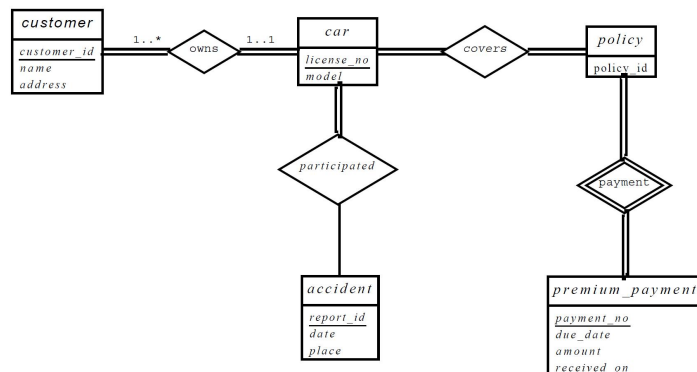 customer
customer_id
name
address
1..*
owns
1..1
car
license_no
model
covers
policy
policy_id
participated
payment
accident
report_id
date
place
premium_payment
payment_no
due_date
amount
received_on